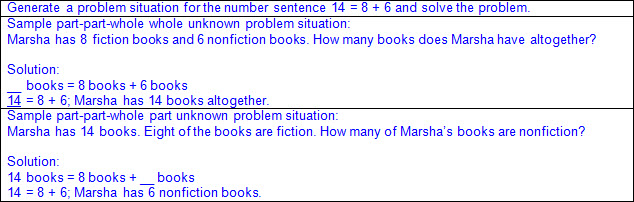 Generate a problem situation for the number sentence 14 = 8 + 6 and solve the problem.
Sample part-part-whole whole unknown problem situation:
Marsha has 8 fiction books and 6 nonfiction books. How many books does Marsha have altogether?
Solution:
__ books = 8 books + 6 books
14 = 8 + 6; Marsha has 14 books altogether.
Sample part-part-whole part unknown problem situation:
Marsha has 14 books. Eight of the books are fiction. How many of Marsha's books are nonfiction?
Solution:
14 books = 8 books + __ books
14 = 8 + 6; Marsha has 6 nonfiction books.